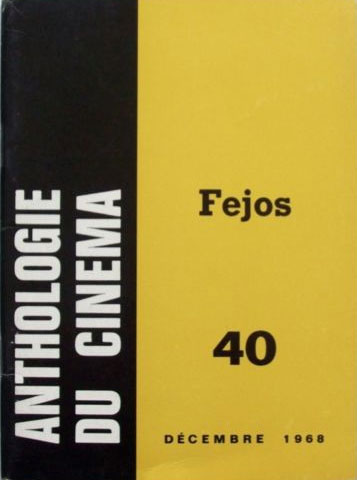 ANTHOLOGIE
DU CINEMA
Fejos
40
DÉCEMBRE 1968